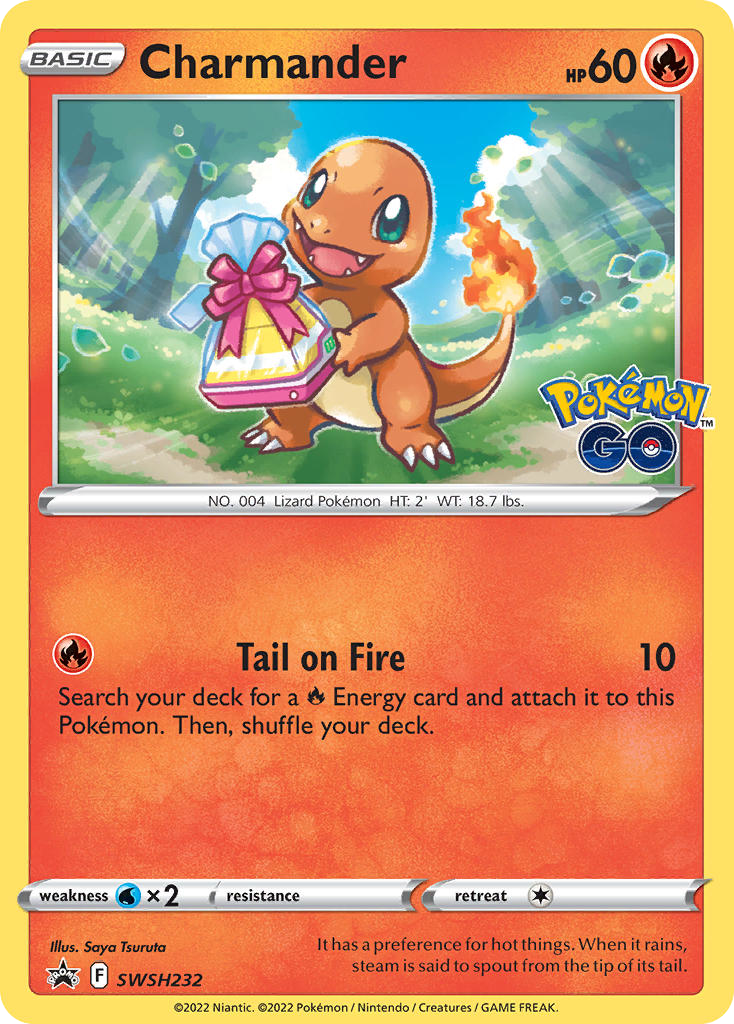 BASIC Charmander HP60
POKéMON™
GO
NO. 004 Lizard Pokémon HT: 2' WT: 18.7 lbs.
Tail on Fire 10
Search your deck for a Energy card and attach it to this
Pokémon. Then, shuffle your deck.
weakness ×2 resistance retreat
Illus. Saya Tsuruta
It has a preference for hot things. When it rains,
steam is said to spout from the tip of its tail.
PROMO F SWSH232
©2022 Niantic. ©2022 Pokémon / Nintendo / Creatures / GAME FREAK.